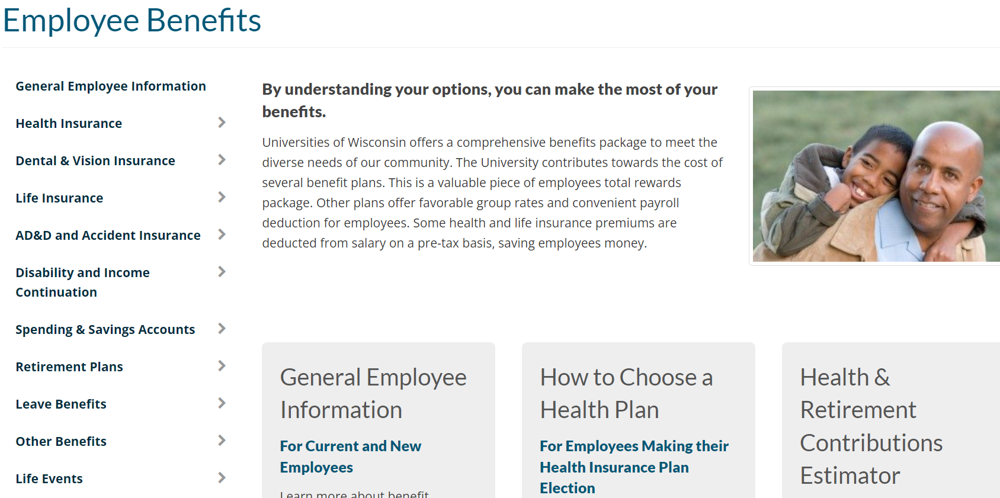 Employee Benefits
General Employee Information
Health Insurance
Dental & Vision Insurance
Life Insurance
AD&D and Accident Insurance
Disability and Income
Continuation
Spending & Savings Accounts
Retirement Plans
Leave Benefits
Other Benefits
Life Events
By understanding your options, you can make the most of your
benefits.
Universities of Wisconsin offers a comprehensive benefits package to meet the
diverse needs of our community. The University contributes towards the cost of
several benefit plans. This is a valuable piece of employees total rewards
package. Other plans offer favorable group rates and convenient payroll
deduction for employees. Some health and life insurance premiums are
deducted from salary on a pre-tax basis, saving employees money.
General Employee
Information
For Current and New
Employees
Learn more about benefit
How to Choose a
Health Plan
For Employees Making their
Health Insurance Plan
Election
Health &
Retirement
Contributions
Estimator